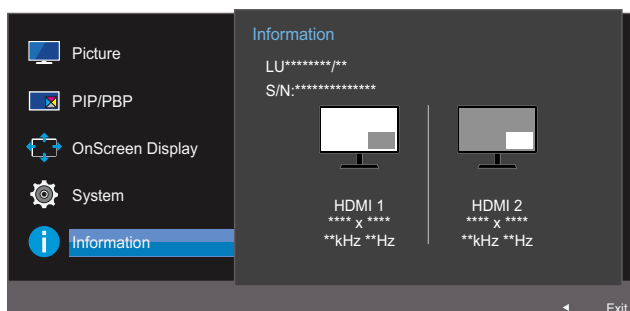 Picture
PIP/PBP
OnScreen Display
System
Information
Information
LU********/**
S/N:**************
HDMI 1
**** x ****
**kHz **Hz
HDMI 2
**** x ****
**kHz **Hz
Exit